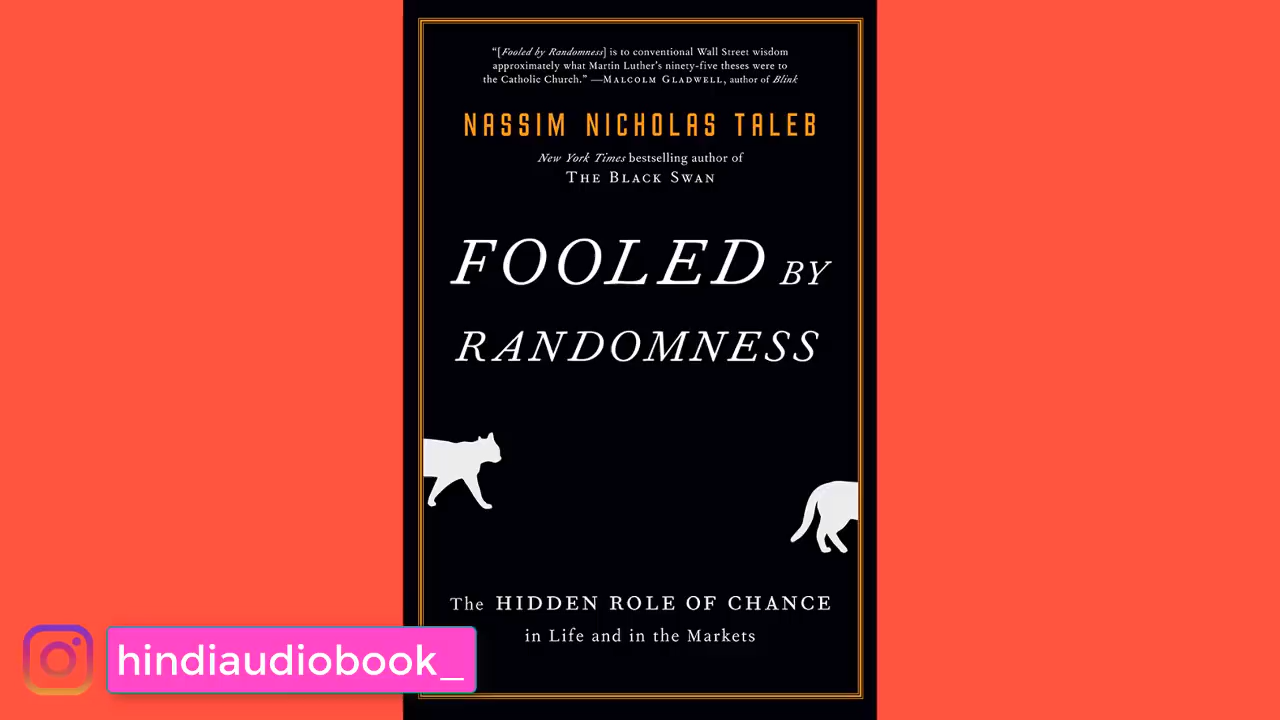 “[Fooled by Randomness] is to conventional Wall Street wisdom
approximately what Martin Luther’s ninety-five theses were to
the Catholic Church.” —MALCOLM GLADWELL, author of Blink
NASSIM NICHOLAS TALEB
New York Times bestselling author of
THE BLACK SWAN
FOOLED BY
RANDOMNESS
The HIDDEN ROLE OF CHANCE
in Life and in the Markets
hindiaudiobook_